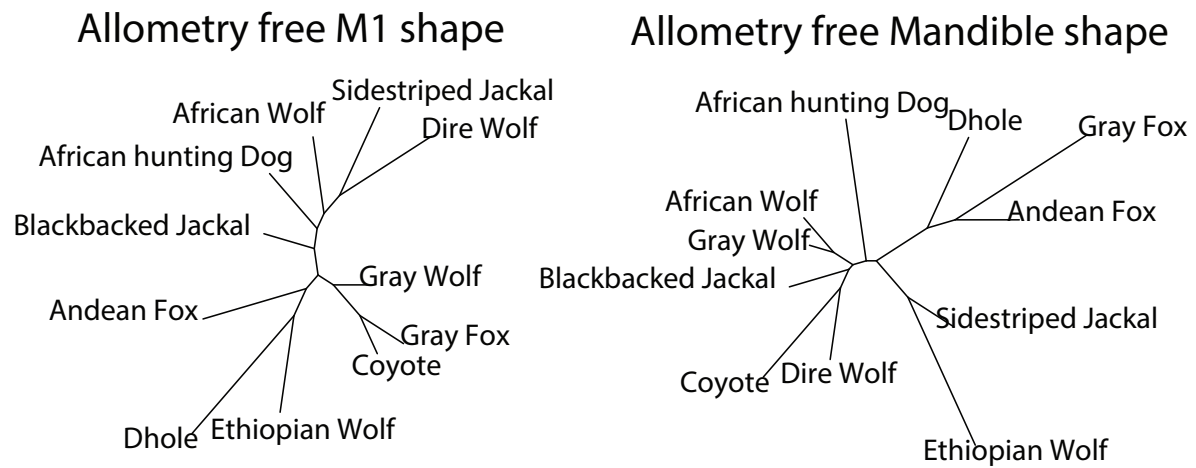 Allometry free M1 shape
Sidestriped Jackal
African Wolf
Dire Wolf
African hunting Dog
Blackbacked Jackal
Gray Wolf
Andean Fox
Gray Fox
Coyote
Ethiopian Wolf
Dhole
Allometry free Mandible shape
African hunting Dog
Dhole
Gray Fox
African Wolf
Andean Fox
Gray Wolf
Blackbacked Jackal
Sidestriped Jackal
Dire Wolf
Coyote
Ethiopian Wolf